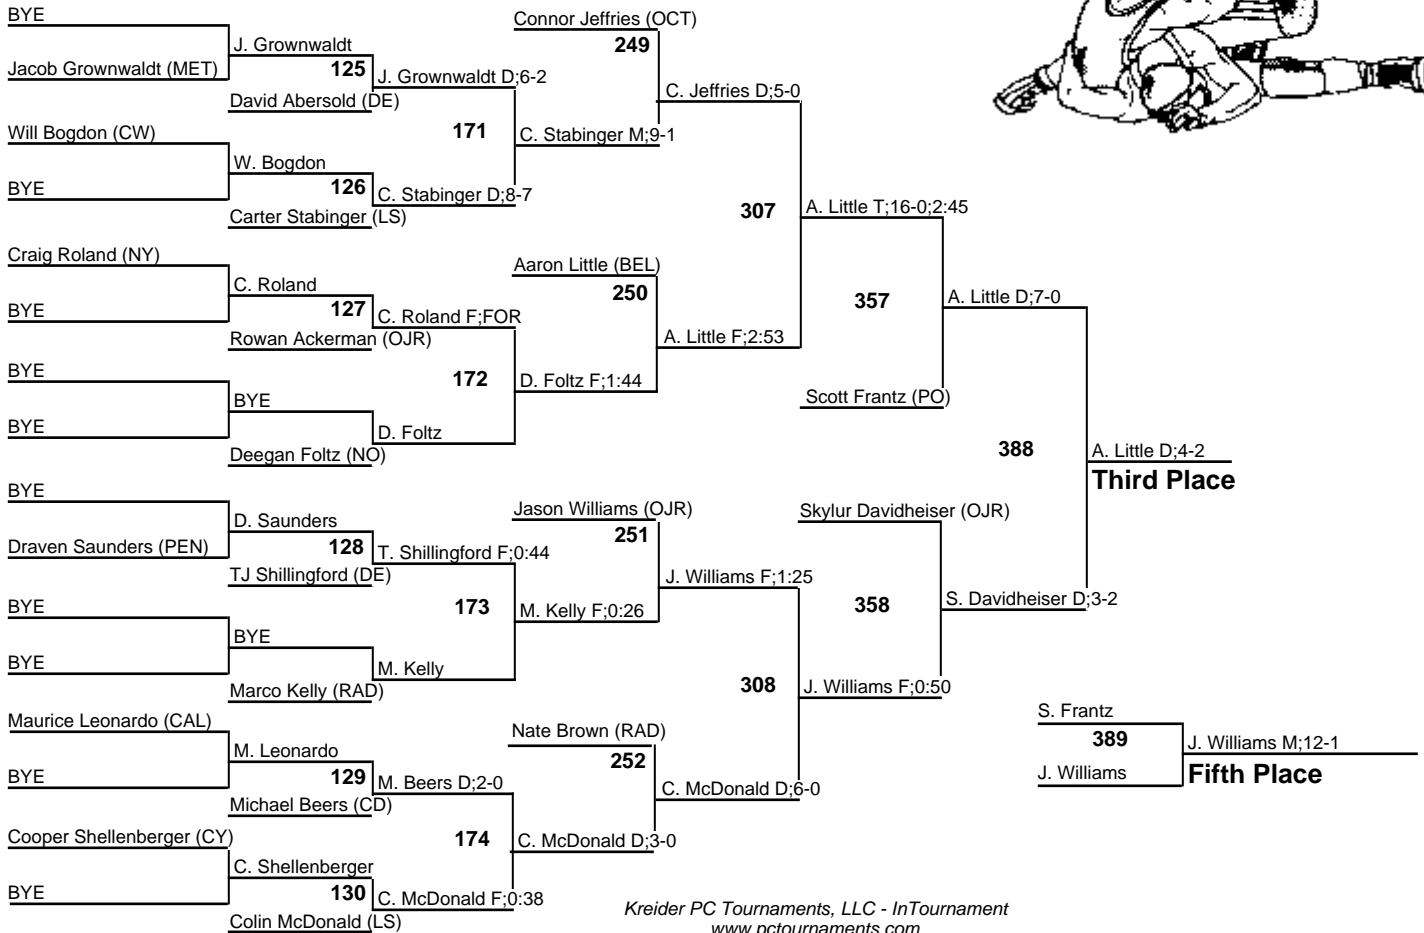 BYE
J. Grownwaldt
Jacob Grownwaldt (MET)
125
J. Grownwaldt D;6-2
David Abersold (DE)
171
Will Bogdon (CW)
W. Bogdon
BYE
126
C. Stabinger D;8-7
Carter Stabinger (LS)
Connor Jeffries (OCT)
249
C. Jeffries D;5-0
C. Stabinger M;9-1
307
A. Little T;16-0;2:45
Craig Roland (NY)
C. Roland
BYE
127
C. Roland F;FOR
Rowan Ackerman (OJR)
172
BYE
BYE
BYE
D. Foltz
Deegan Foltz (NO)
Aaron Little (BEL)
250
A. Little F;2:53
D. Foltz F;1:44
357
A. Little D;7-0
Scott Frantz (PO)
388
A. Little D;4-2
Third Place
BYE
D. Saunders
Draven Saunders (PEN)
128
T. Shillingford F;0:44
TJ Shillingford (DE)
173
BYE
BYE
BYE
M. Kelly
Marco Kelly (RAD)
Jason Williams (OJR)
251
J. Williams F;1:25
M. Kelly F;0:26
308
J. Williams F;0:50
Skylur Davidheiser (OJR)
358
S. Davidheiser D;3-2
Maurice Leonardo (CAL)
M. Leonardo
BYE
129
M. Beers D;2-0
Michael Beers (CD)
174
Cooper Shellenberger (CY)
C. Shellenberger
BYE
130
C. McDonald F;0:38
Colin McDonald (LS)
Nate Brown (RAD)
252
C. McDonald D;6-0
C. McDonald D;3-0
S. Frantz
389
J. Williams
J. Williams M;12-1
Fifth Place
Kreider PC Tournaments, LLC - InTournament
www.pctournaments.com